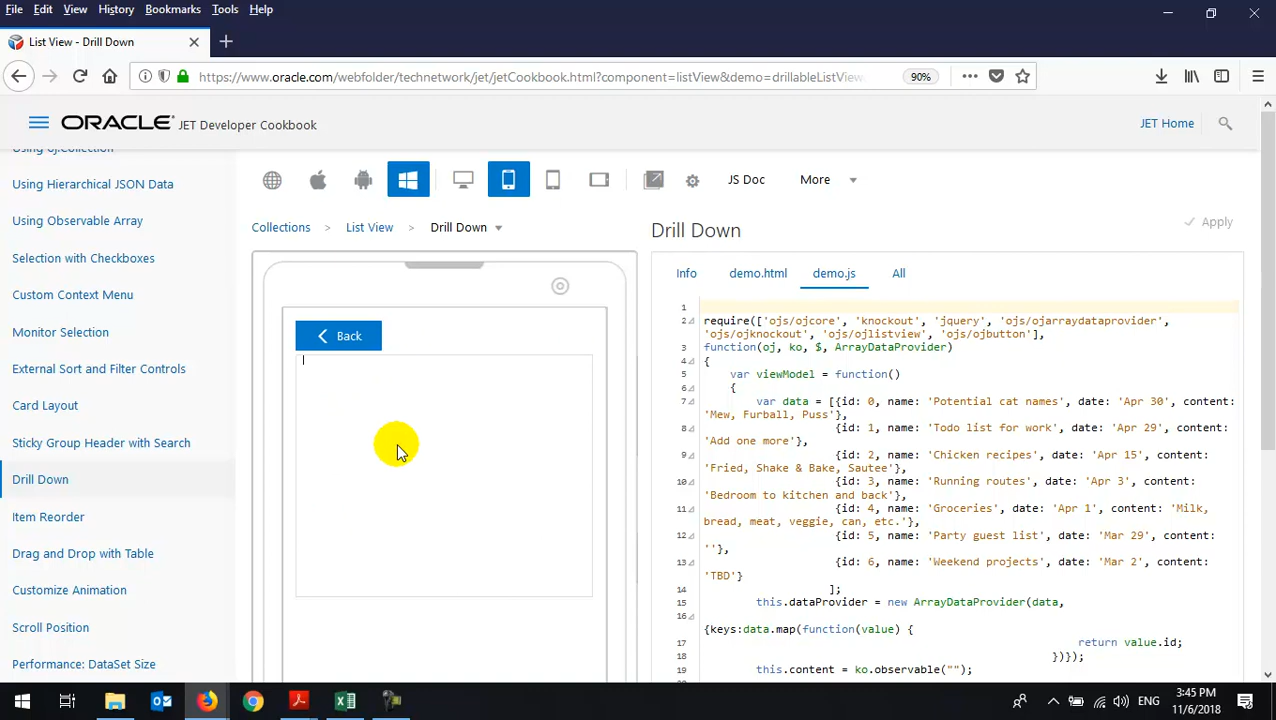 File Edit View History Bookmarks Tools Help
List View - Drill Down
https://www.oracle.com/webfolder/technetwork/jet/jetCookbook.html?component=listView&demo=drillableListView
90%
ORACLE JET Developer Cookbook
JET Home
Using oj.Collection
Using Hierarchical JSON Data
Using Observable Array
Selection with Checkboxes
Custom Context Menu
Monitor Selection
External Sort and Filter Controls
Card Layout
Sticky Group Header with Search
Drill Down
Item Reorder
Drag and Drop with Table
Customize Animation
Scroll Position
Performance: DataSet Size
JS Doc More
Collections > List View > Drill Down
Back
Drill Down
Apply
Info demo.html demo.js All
1
2 require(['ojs/ojcore', 'knockout', 'jquery', 'ojs/ojarraydataprovider',
'ojs/ojknockout', 'ojs/ojlistview', 'ojs/ojbutton'],
3 function(oj, ko, $, ArrayDataProvider)
4 {
5 var viewModel = function()
6 {
7 var data = [{id: 0, name: 'Potential cat names', date: 'Apr 30', content:
'Mew, Furball, Puss'},
8 {id: 1, name: 'Todo list for work', date: 'Apr 29', content:
'Add one more'},
9 {id: 2, name: 'Chicken recipes', date: 'Apr 15', content:
'Fried, Shake & Bake, Sautee'},
10 {id: 3, name: 'Running routes', date: 'Apr 3', content:
'Bedroom to kitchen and back'},
11 {id: 4, name: 'Groceries', date: 'Apr 1', content: 'Milk,
bread, meat, veggie, can, etc.'},
12 {id: 5, name: 'Party guest list', date: 'Mar 29', content:
''},
13 {id: 6, name: 'Weekend projects', date: 'Mar 2', content:
'TBD'}
14 ];
15 this.dataProvider = new ArrayDataProvider(data,
16
{keys:data.map(function(value) {
17 return value.id;
18 })});
19 this.content = ko.observable("");
ENG
3:45 PM
11/6/2018